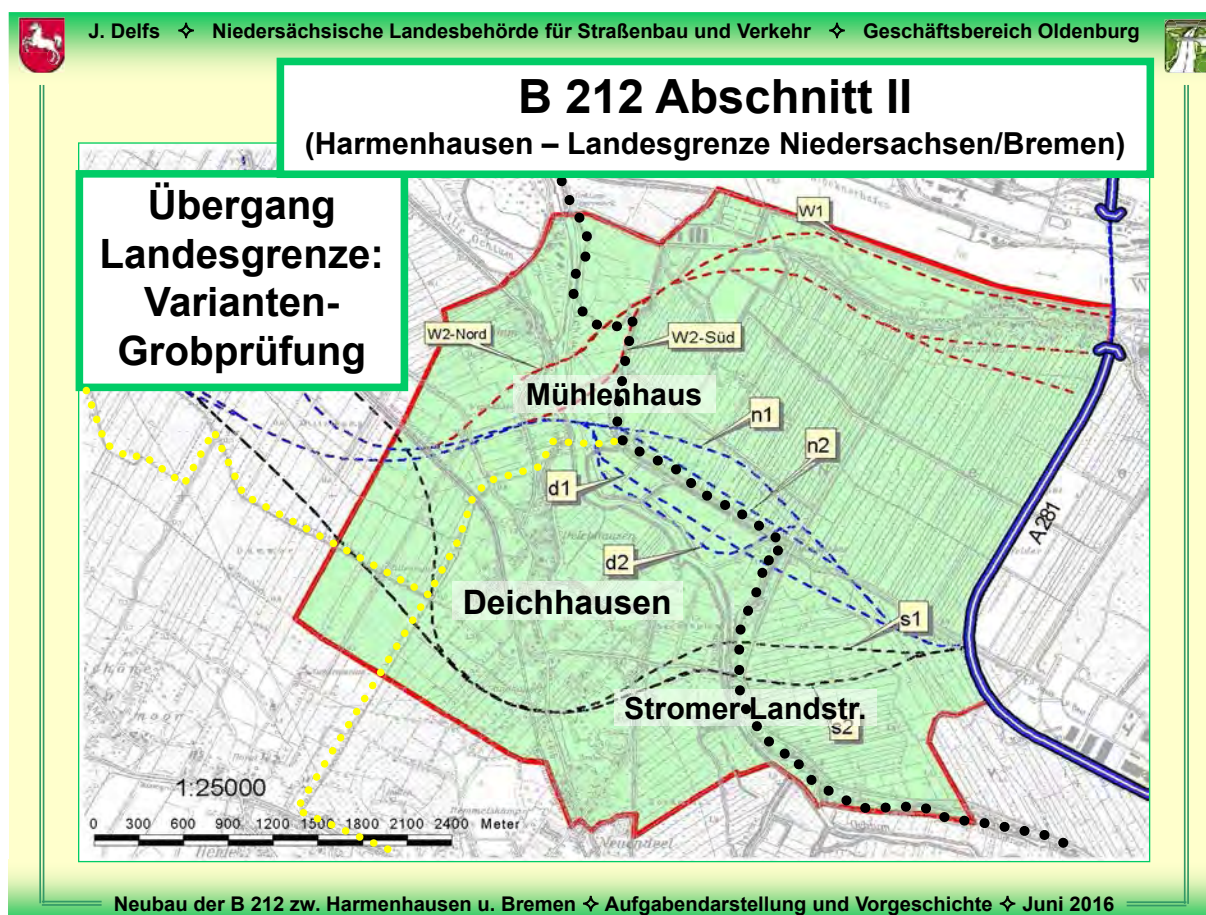 J. Delfs ✧ Niedersächsische Landesbehörde für Straßenbau und Verkehr ✧ Geschäftsbereich Oldenburg
B 212 Abschnitt II
(Harmenhausen – Landesgrenze Niedersachsen/Bremen)
Übergang
Landesgrenze:
Varianten-
Grobprüfung
W1
W2-Nord
W2-Süd
Mühlenhaus
n1
n2
d1
A281
d2
Deichhausen
Deichhausen
s1
Stromer Landstr.
s2
1:25000
0 300 600 900 1200 1500 1800 2100 2400 Meter
Neuendeel
Neubau der B 212 zw. Harmenhausen u. Bremen ✧ Aufgabendarstellung und Vorgeschichte ✧ Juni 2016